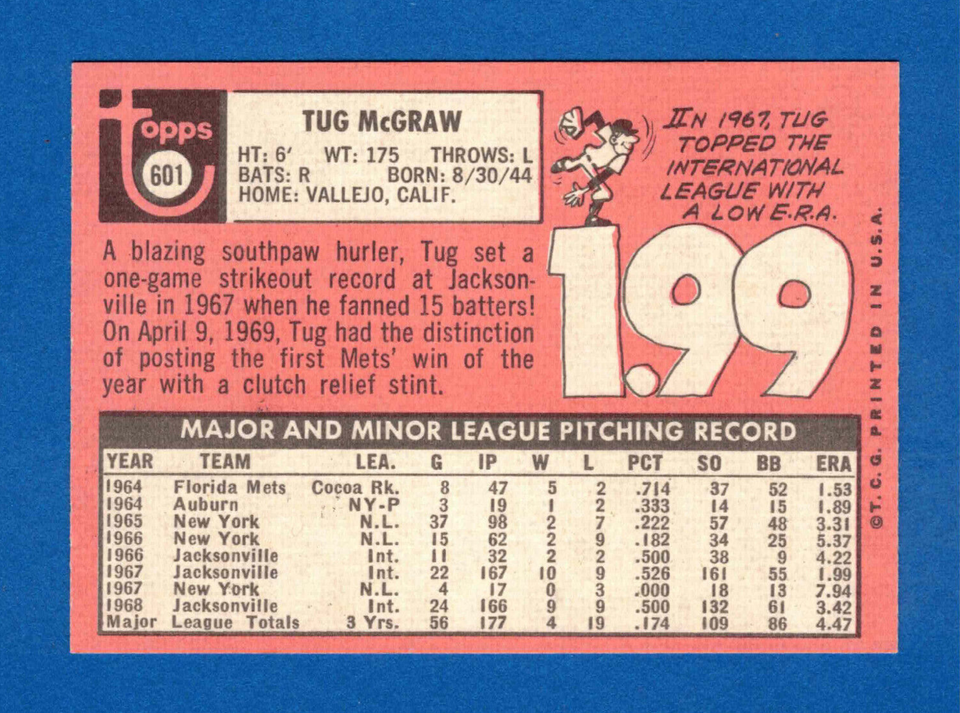 topps
601
TUG McGRAW
HT: 6' WT: 175 THROWS: L
BATS: R BORN: 8/30/44
HOME: VALLEJO, CALIF.
IN 1967, TUG
TOPPED THE
INTERNATIONAL
LEAGUE WITH
A LOW E.R.A.
1.99
A blazing southpaw hurler, Tug set a
one-game strikeout record at Jackson-
ville in 1967 when he fanned 15 batters!
On April 9, 1969, Tug had the distinction
of posting the first Mets' win of the
year with a clutch relief stint.
MAJOR AND MINOR LEAGUE PITCHING RECORD
YEAR TEAM LEA. G IP W L PCT SO BB ERA
1964 Florida Mets Cocoa Rk. 8 47 5 2 .714 37 52 1.53
1964 Auburn NY-P 3 19 1 2 .333 14 15 1.89
1965 New York N.L. 37 98 2 7 .222 57 48 3.31
1966 New York N.L. 15 62 2 9 .182 34 25 5.37
1966 Jacksonville Int. 11 32 2 2 .500 38 9 4.22
1967 Jacksonville Int. 22 167 10 9 .526 161 55 1.99
1967 New York N.L. 4 17 0 3 .000 18 13 7.94
1968 Jacksonville Int. 24 166 9 9 .500 132 61 3.42
Major League Totals 3 Yrs. 56 177 4 19 .174 109 86 4.47
©T.C.G. PRINTED IN U.S.A.